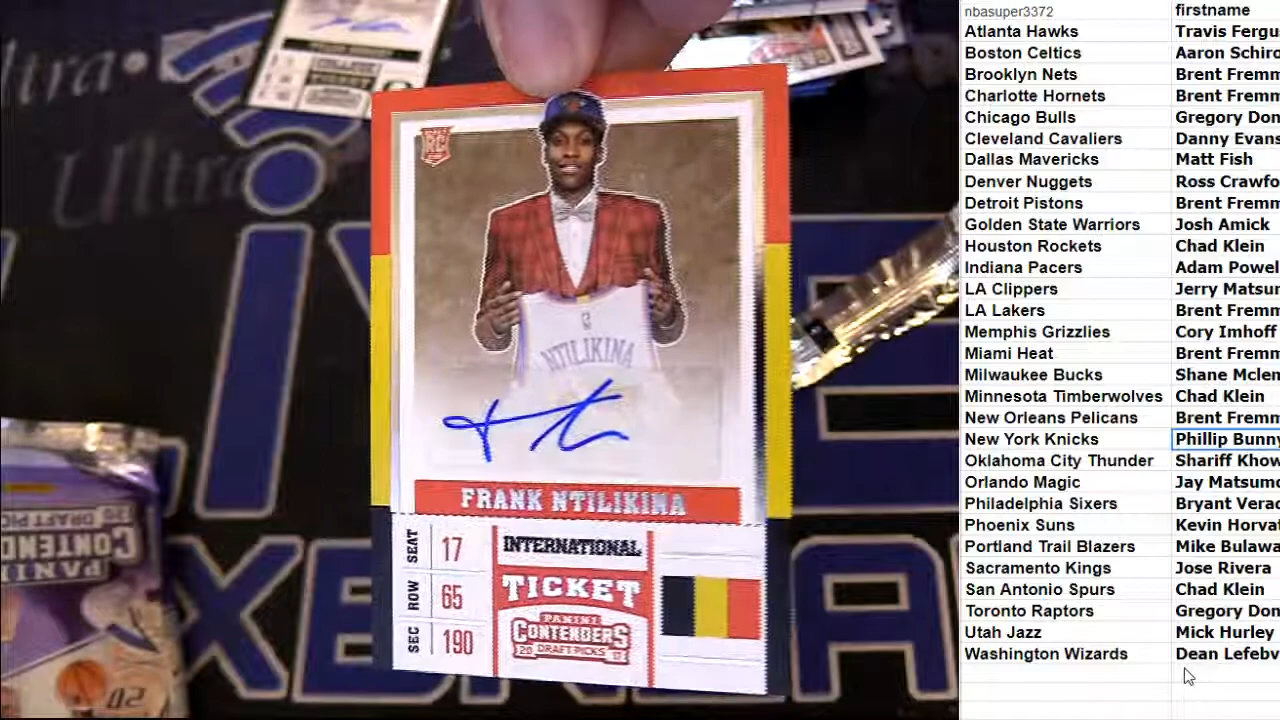 nbasuper3372 firstname
Atlanta Hawks Travis Fergu
Boston Celtics Aaron Schiro
Brooklyn Nets Brent Fremm
Charlotte Hornets Brent Fremm
Chicago Bulls Gregory Don
Cleveland Cavaliers Danny Evans
Dallas Mavericks Matt Fish
Denver Nuggets Ross Crawfo
Detroit Pistons Brent Fremm
Golden State Warriors Josh Amick
Houston Rockets Chad Klein
Indiana Pacers Adam Powel
LA Clippers Jerry Matsur
LA Lakers Brent Fremm
Memphis Grizzlies Cory Imhoff
Miami Heat Brent Fremm
Milwaukee Bucks Shane Mclen
Minnesota Timberwolves Chad Klein
New Orleans Pelicans Brent Fremm
New York Knicks Phillip Bunny
Oklahoma City Thunder Shariff Khow
Orlando Magic Jay Matsumo
Philadelphia Sixers Bryant Verac
Phoenix Suns Kevin Horvat
Portland Trail Blazers Mike Bulawa
Sacramento Kings Jose Rivera
San Antonio Spurs Chad Klein
Toronto Raptors Gregory Don
Utah Jazz Mick Hurley
Washington Wizards Dean Lefebv
Ultra
RC
NTILIKINA
FRANK NTILIKINA
SEAT 17
ROW 65
SEC 190
INTERNATIONAL
TICKET
PANINI
CONTENDERS
20 DRAFT PICKS 17